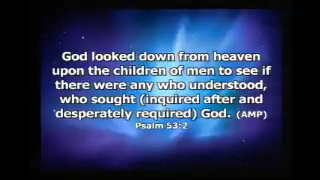 God looked down from heaven
upon the children of men to see if
there were any who understood,
who sought (inquired after and
desperately required) God. (AMP)
Psalm 53:2